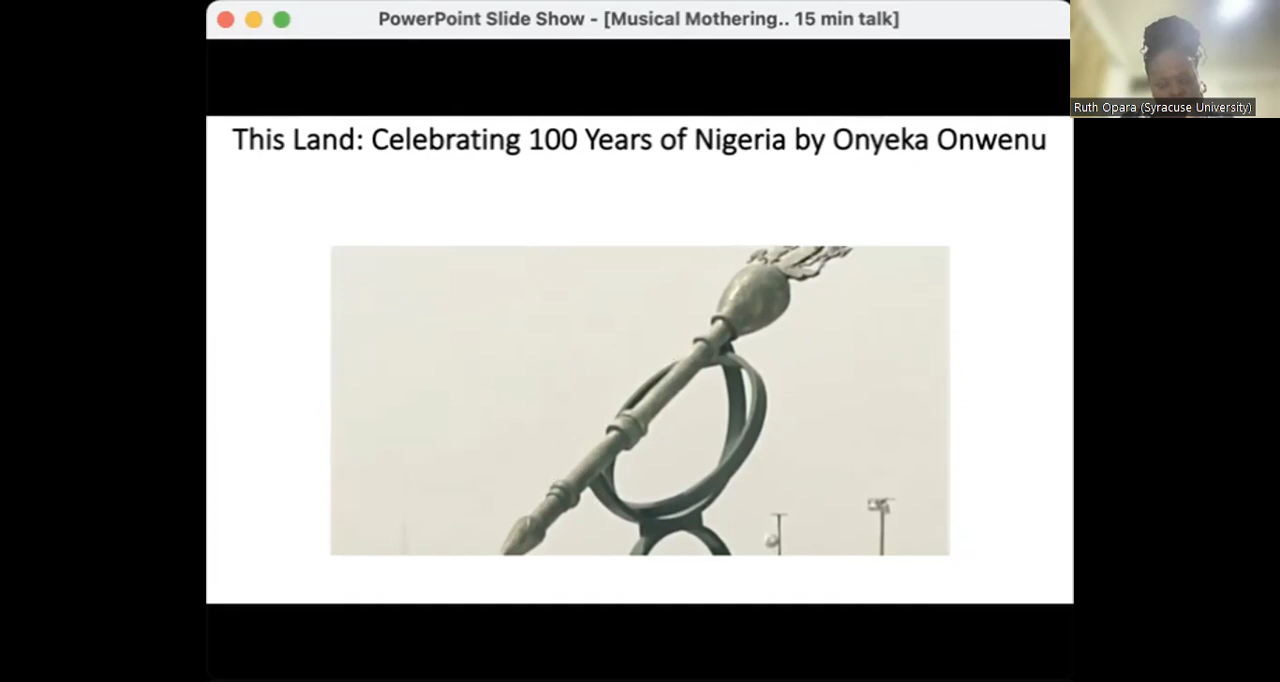 PowerPoint Slide Show - [Musical Mothering.. 15 min talk]
Ruth Opara (Syracuse University)
This Land: Celebrating 100 Years of Nigeria by Onyeka Onwenu